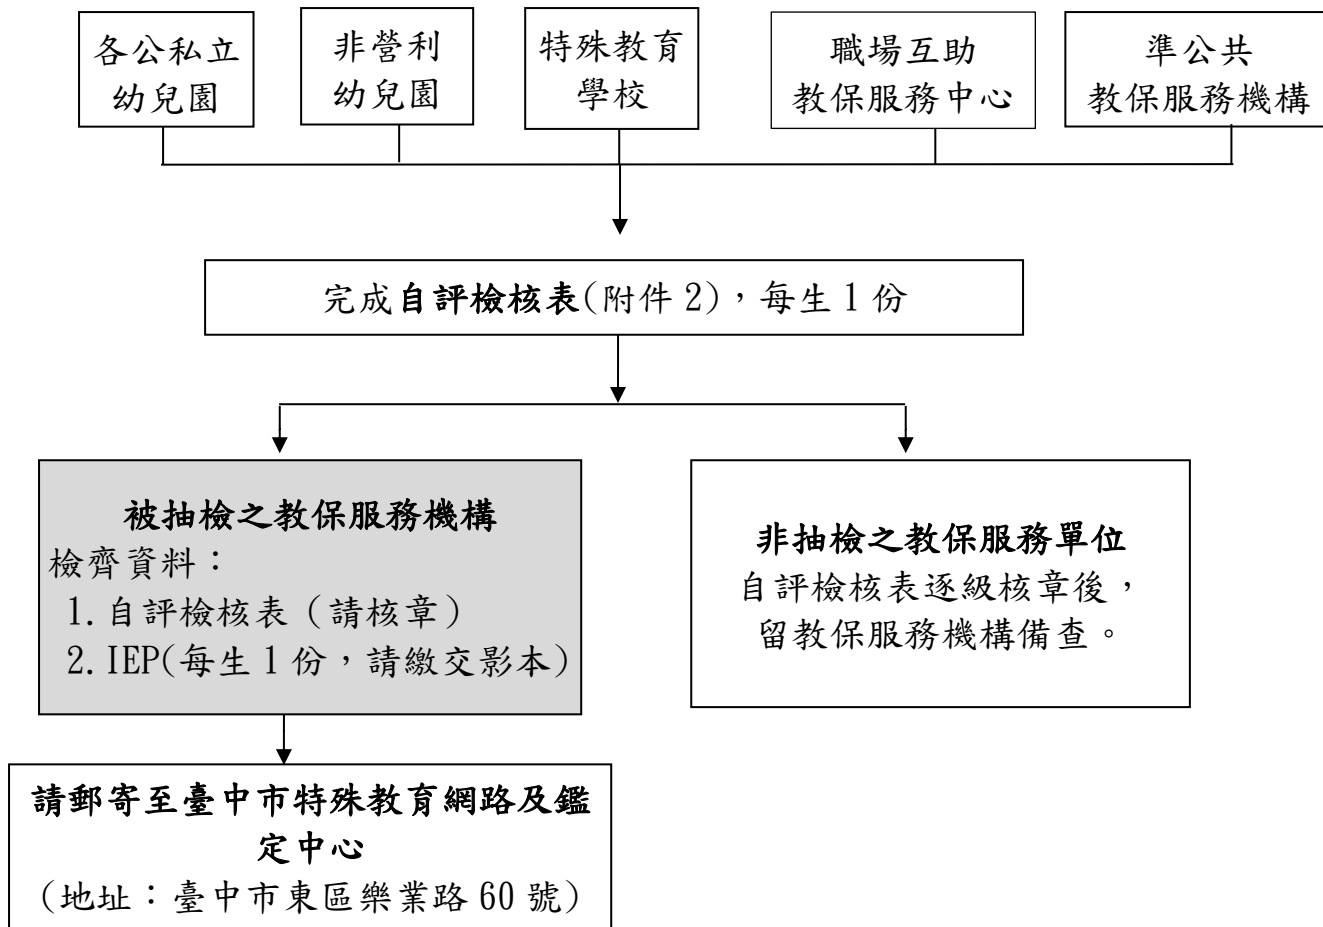 各公私立
幼兒園
非營利
幼兒園
特殊教育
學校
職場互助
教保服務中心
準公共
教保服務機構
完成自評檢核表(附件 2)，每生 1 份
被抽檢之教保服務機構
檢齊資料：
1. 自評檢核表（請核章）
2. IEP(每生 1 份，請繳交影本)
非抽檢之教保服務單位
自評檢核表逐級核章後，
留教保服務機構備查。
請郵寄至臺中市特殊教育網路及鑑
定中心
（地址：臺中市東區樂業路 60 號）